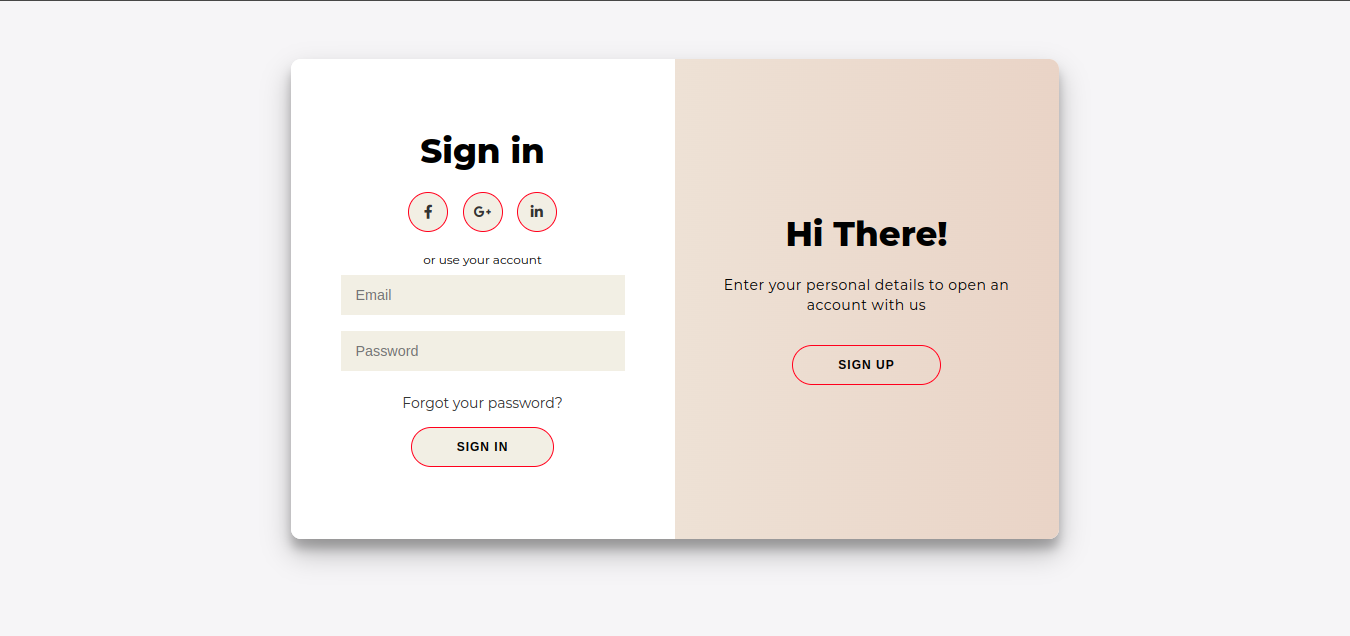 Sign in
f
G+
in
or use your account
Email
Password
Forgot your password?
SIGN IN
Hi There!
Enter your personal details to open an
account with us
SIGN UP